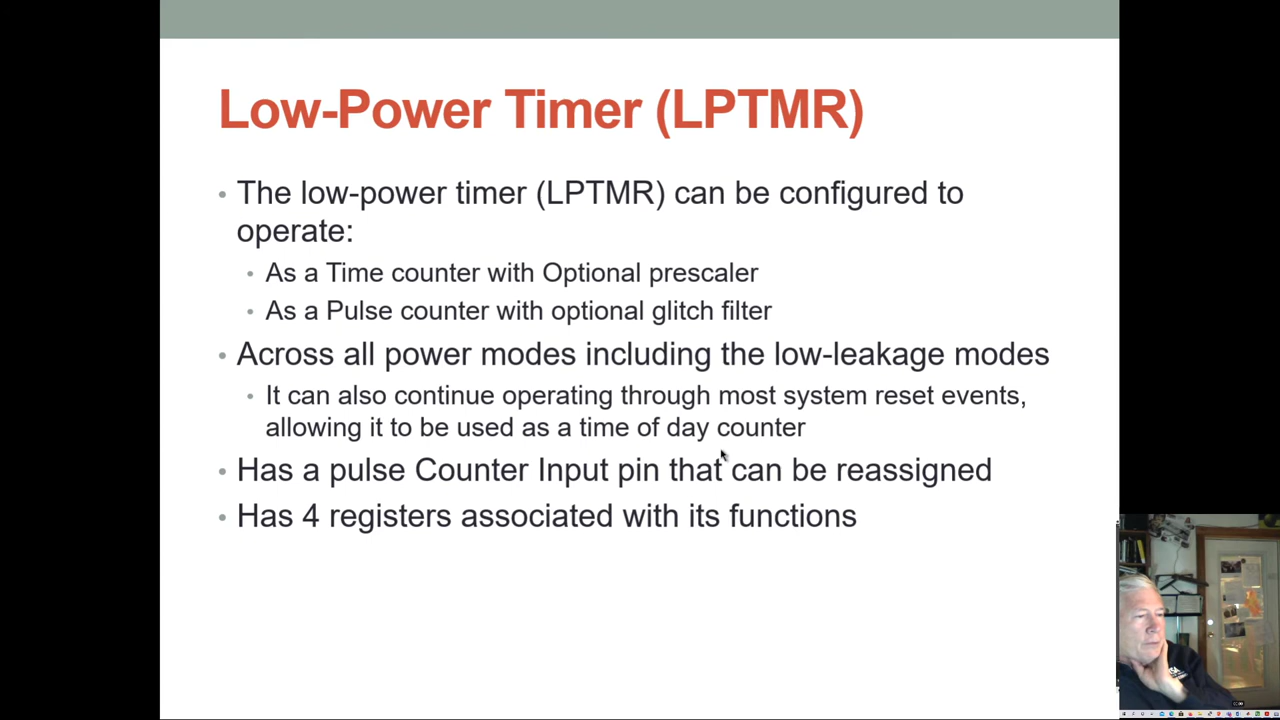 Low-Power Timer (LPTMR)
• The low-power timer (LPTMR) can be configured to
operate:
• As a Time counter with Optional prescaler
• As a Pulse counter with optional glitch filter
• Across all power modes including the low-leakage modes
• It can also continue operating through most system reset events,
allowing it to be used as a time of day counter
• Has a pulse Counter Input pin that can be reassigned
• Has 4 registers associated with its functions